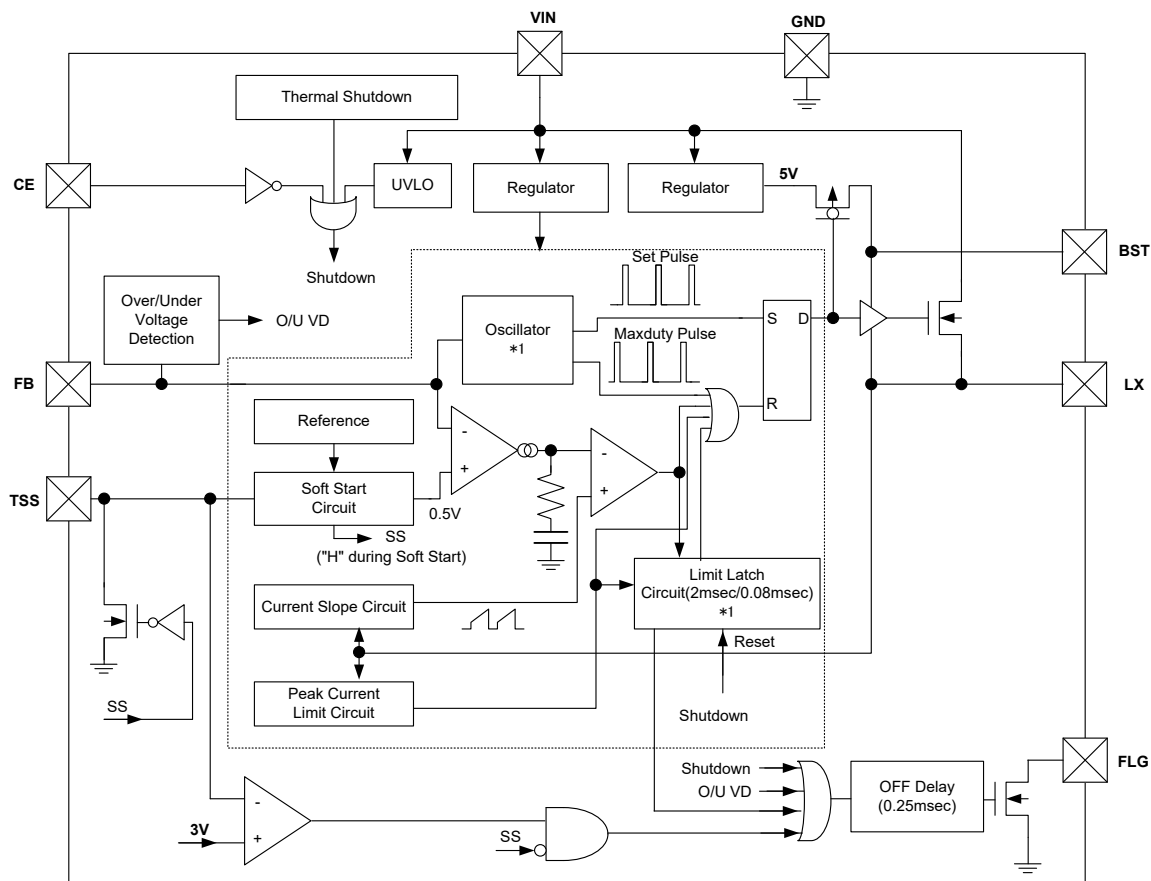 VIN
GND
Thermal Shutdown
CE
UVLO
Regulator
Regulator
5V
Shutdown
BST
Set Pulse
Over/Under
Voltage
Detection
O/U VD
Oscillator
*1
S D
Maxduty Pulse
FB
LX
R
Reference
-
+
-
+
TSS
Soft Start
Circuit
0.5V
SS
("H" during Soft Start)
Limit Latch
Circuit(2msec/0.08msec)
*1
Current Slope Circuit
Reset
Peak Current
Limit Circuit
SS
Shutdown
FLG
Shutdown
O/U VD
OFF Delay
(0.25msec)
-
+
3V
SS